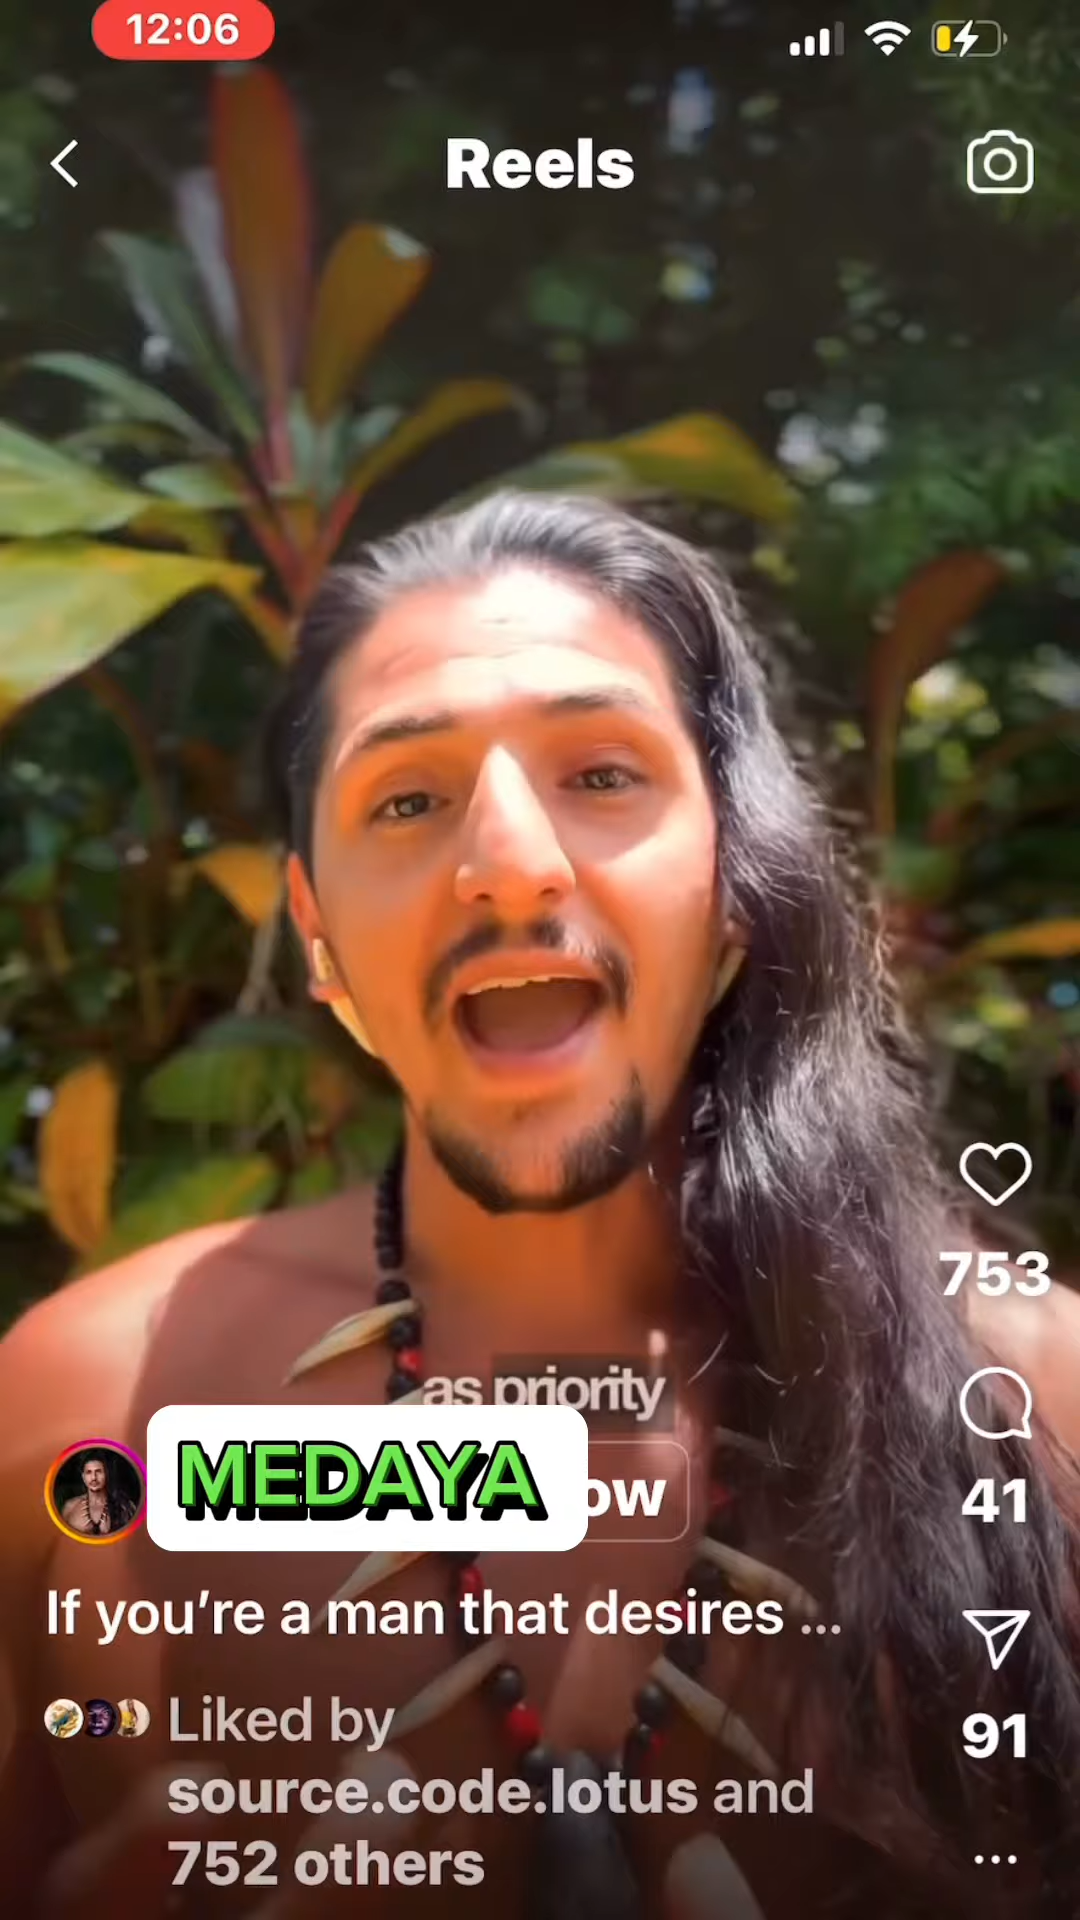 12:06
Reels
753
as priority
MEDAYA
ow
41
If you're a man that desires ...
91
Liked by
source.code.lotus and
752 others